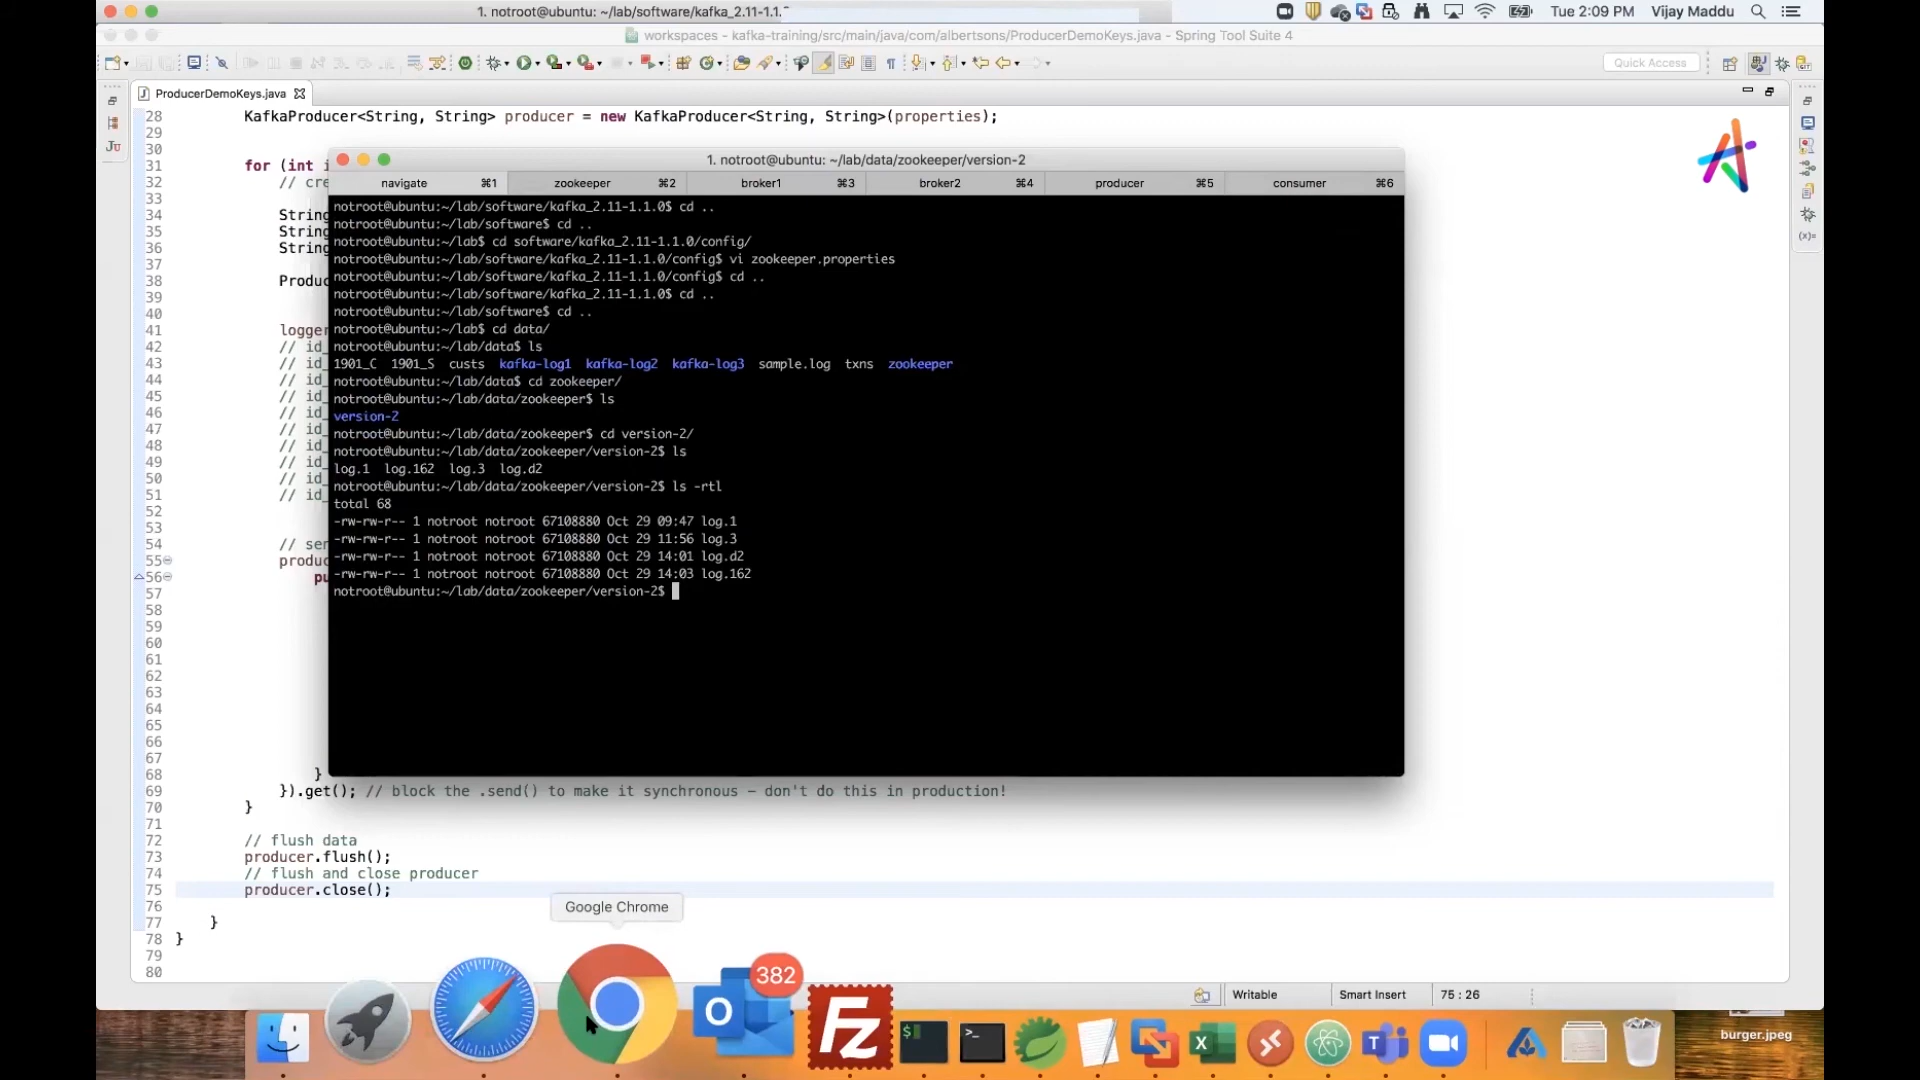 1. notroot@ubuntu: ~/lab/software/kafka_2.11-1.1.
Tue 2:09 PM Vijay Maddu
workspaces - kafka-training/src/main/java/com/albertsons/ProducerDemoKeys.java - Spring Tool Suite 4
Quick Access
ProducerDemoKeys.java
28 KafkaProducer<String, String> producer = new KafkaProducer<String, String>(properties);
29
30
31 for (int i
32 // cre
33
34 String
35 String
36 String
37
38 Produc
39
40
41 logger
42 // id_
43 // id_
44 // id_
45 // id_
46 // id_
47 // id_
48 // id_
49 // id_
50 // id_
51 // id_
52
53
54 // sen
55 produc
56 pu
57
58
59
60
61
62
63
64
65
66
67
68 }
69 }).get(); // block the .send() to make it synchronous - don't do this in production!
70 }
71
72 // flush data
73 producer.flush();
74 // flush and close producer
75 producer.close();
76
77 }
78 }
79
80
1. notroot@ubuntu: ~/lab/data/zookeeper/version-2
navigate ⌘1 zookeeper ⌘2 broker1 ⌘3 broker2 ⌘4 producer ⌘5 consumer ⌘6
notroot@ubuntu:~/lab/software/kafka_2.11-1.1.0$ cd ..
notroot@ubuntu:~/lab/software$ cd ..
notroot@ubuntu:~/lab$ cd software/kafka_2.11-1.1.0/config/
notroot@ubuntu:~/lab/software/kafka_2.11-1.1.0/config$ vi zookeeper.properties
notroot@ubuntu:~/lab/software/kafka_2.11-1.1.0/config$ cd ..
notroot@ubuntu:~/lab/software/kafka_2.11-1.1.0$ cd ..
notroot@ubuntu:~/lab/software$ cd ..
notroot@ubuntu:~/lab$ cd data/
notroot@ubuntu:~/lab/data$ ls
1901_C 1901_S custs kafka-log1 kafka-log2 kafka-log3 sample.log txns zookeeper
notroot@ubuntu:~/lab/data$ cd zookeeper/
notroot@ubuntu:~/lab/data/zookeeper$ ls
version-2
notroot@ubuntu:~/lab/data/zookeeper$ cd version-2/
notroot@ubuntu:~/lab/data/zookeeper/version-2$ ls
log.1 log.162 log.3 log.d2
notroot@ubuntu:~/lab/data/zookeeper/version-2$ ls -rtl
total 68
-rw-rw-r-- 1 notroot notroot 67108880 Oct 29 09:47 log.1
-rw-rw-r-- 1 notroot notroot 67108880 Oct 29 11:56 log.3
-rw-rw-r-- 1 notroot notroot 67108880 Oct 29 14:01 log.d2
-rw-rw-r-- 1 notroot notroot 67108880 Oct 29 14:03 log.162
notroot@ubuntu:~/lab/data/zookeeper/version-2$
Google Chrome
Writable Smart Insert 75 : 26
382
burger.jpeg